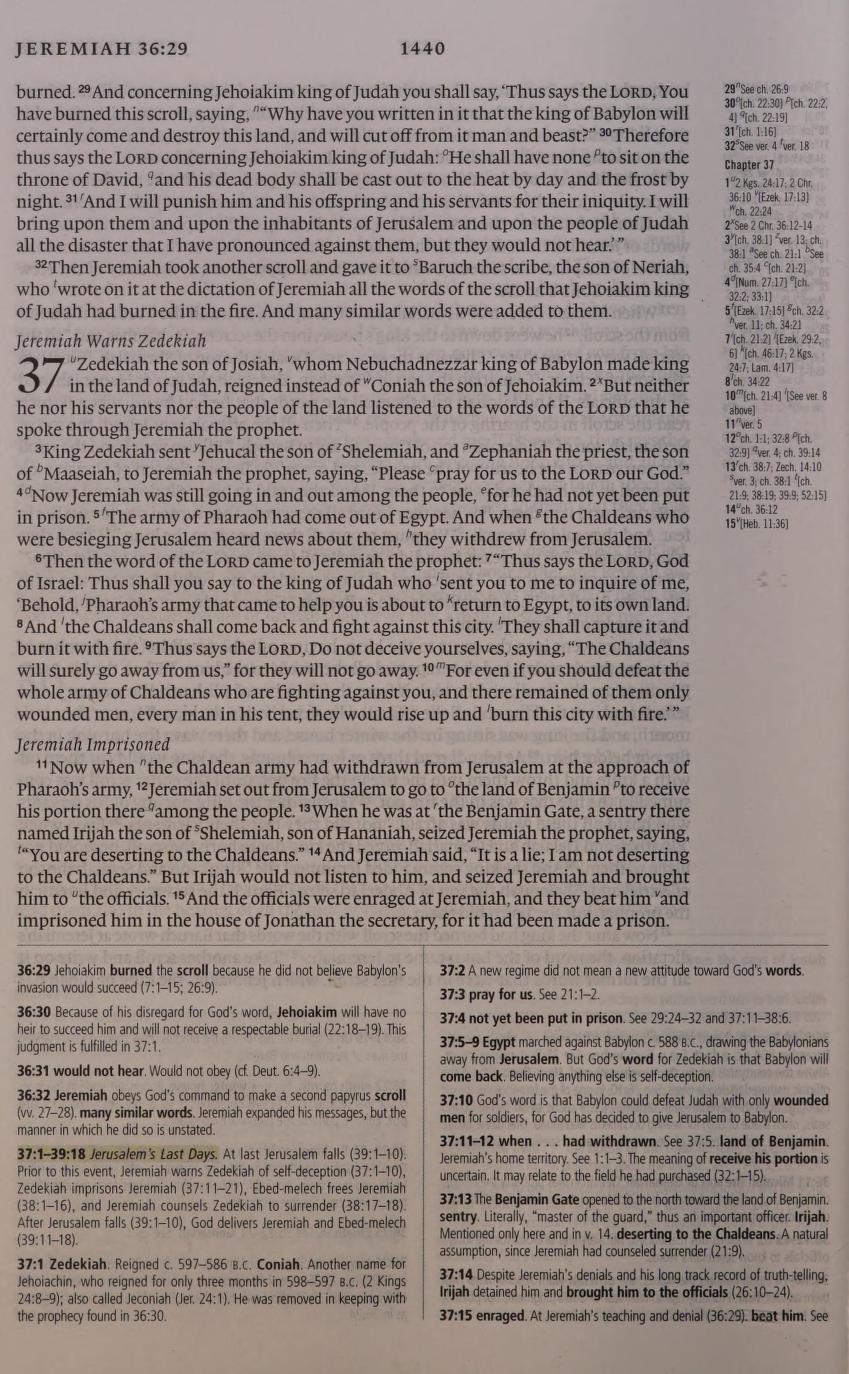 JEREMIAH 36:29
1440
burned. ²⁹And concerning Jehoiakim king of Judah you shall say, ‘Thus says the LORD, You
have burned this scroll, saying, ⁿ“Why have you written in it that the king of Babylon will
certainly come and destroy this land, and will cut off from it man and beast?” ³⁰Therefore
thus says the LORD concerning Jehoiakim king of Judah: ᵒHe shall have none ᵖto sit on the
throne of David, qand his dead body shall be cast out to the heat by day and the frost by
night. ³¹ʳAnd I will punish him and his offspring and his servants for their iniquity. I will
bring upon them and upon the inhabitants of Jerusalem and upon the people of Judah
all the disaster that I have pronounced against them, but they would not hear.’”
³²Then Jeremiah took another scroll and gave it to ˢBaruch the scribe, the son of Neriah,
who ᵗwrote on it at the dictation of Jeremiah all the words of the scroll that Jehoiakim king
of Judah had burned in the fire. And many similar words were added to them.
Jeremiah Warns Zedekiah
37 ᵘZedekiah the son of Josiah, ᵛwhom Nebuchadnezzar king of Babylon made king
in the land of Judah, reigned instead of ʷConiah the son of Jehoiakim. ²ˣBut neither
he nor his servants nor the people of the land listened to the words of the LORD that he
spoke through Jeremiah the prophet.
³King Zedekiah sent ʸJehucal the son of ᶻShelemiah, and ᵃZephaniah the priest, the son
of ᵇMaaseiah, to Jeremiah the prophet, saying, “Please ᶜpray for us to the LORD our God.”
⁴ᵈNow Jeremiah was still going in and out among the people, ᵉfor he had not yet been put
in prison. ⁵ᶠThe army of Pharaoh had come out of Egypt. And when ᵍthe Chaldeans who
were besieging Jerusalem heard news about them, ʰthey withdrew from Jerusalem.
⁶Then the word of the LORD came to Jeremiah the prophet: ⁷“Thus says the LORD, God
of Israel: Thus shall you say to the king of Judah who ⁱsent you to me to inquire of me,
‘Behold, ʲPharaoh’s army that came to help you is about to ᵏreturn to Egypt, to its own land.
⁸And ˡthe Chaldeans shall come back and fight against this city. ˡThey shall capture it and
burn it with fire. ⁹Thus says the LORD, Do not deceive yourselves, saying, “The Chaldeans
will surely go away from us,” for they will not go away. ¹⁰ᵐFor even if you should defeat the
whole army of Chaldeans who are fighting against you, and there remained of them only
wounded men, every man in his tent, they would rise up and ˡburn this city with fire.’”
Jeremiah Imprisoned
¹¹Now when ⁿthe Chaldean army had withdrawn from Jerusalem at the approach of
Pharaoh’s army, ¹²Jeremiah set out from Jerusalem to go to ᵒthe land of Benjamin ᵖto receive
his portion there qamong the people. ¹³When he was at ʳthe Benjamin Gate, a sentry there
named Irijah the son of ˢShelemiah, son of Hananiah, seized Jeremiah the prophet, saying,
ᵗ“You are deserting to the Chaldeans.” ¹⁴And Jeremiah said, “It is a lie; I am not deserting
to the Chaldeans.” But Irijah would not listen to him, and seized Jeremiah and brought
him to ᵘthe officials. ¹⁵And the officials were enraged at Jeremiah, and they beat him ᵛand
imprisoned him in the house of Jonathan the secretary, for it had been made a prison.
29ⁿSee ch. 26:9
30ᵒ[ch. 22:30] ᵖ[ch. 22:2,
4] q[ch. 22:19]
31ʳ[ch. 1:16]
32ˢSee ver. 4 ᵗver. 18
Chapter 37
1ᵘ2 Kgs. 24:17; 2 Chr.
36:10 ᵛ[Ezek. 17:13]
ʷch. 22:24
2ˣSee 2 Chr. 36:12-14
3ʸ[ch. 38:1] ᶻver. 13; ch.
38:1 ᵃSee ch. 21:1 ᵇSee
ch. 35:4 ᶜ[ch. 21:2]
4ᵈ[Num. 27:17] ᵉ[ch.
32:2; 33:1]
5ᶠ[Ezek. 17:15] ᵍch. 32:2
ʰver. 11; ch. 34:21
7ⁱ[ch. 21:2] ʲ[Ezek. 29:2,
6] ᵏ[ch. 46:17; 2 Kgs.
24:7; Lam. 4:17]
8ˡch. 34:22
10ᵐ[ch. 21:4] ˡ[See ver. 8
above]
11ⁿver. 5
12ᵒch. 1:1; 32:8 ᵖ[ch.
32:9] qver. 4; ch. 39:14
13ʳch. 38:7; Zech. 14:10
ˢver. 3; ch. 38:1 ᵗ[ch.
21:9; 38:19; 39:9; 52:15]
14ᵘch. 36:12
15ᵛ[Heb. 11:36]
36:29 Jehoiakim burned the scroll because he did not believe Babylon's
invasion would succeed (7:1–15; 26:9).
36:30 Because of his disregard for God's word, Jehoiakim will have no
heir to succeed him and will not receive a respectable burial (22:18–19). This
judgment is fulfilled in 37:1.
36:31 would not hear. Would not obey (cf. Deut. 6:4–9).
36:32 Jeremiah obeys God's command to make a second papyrus scroll
(vv. 27–28). many similar words. Jeremiah expanded his messages, but the
manner in which he did so is unstated.
37:1–39:18 Jerusalem's Last Days. At last Jerusalem falls (39:1–10).
Prior to this event, Jeremiah warns Zedekiah of self-deception (37:1–10),
Zedekiah imprisons Jeremiah (37:11–21), Ebed-melech frees Jeremiah
(38:1–16), and Jeremiah counsels Zedekiah to surrender (38:17–18).
After Jerusalem falls (39:1–10), God delivers Jeremiah and Ebed-melech
(39:11–18).
37:1 Zedekiah. Reigned c. 597–586 B.C. Coniah. Another name for
Jehoiachin, who reigned for only three months in 598–597 B.C. (2 Kings
24:8–9); also called Jeconiah (Jer. 24:1). He was removed in keeping with
the prophecy found in 36:30.
37:2 A new regime did not mean a new attitude toward God's words.
37:3 pray for us. See 21:1–2.
37:4 not yet been put in prison. See 29:24–32 and 37:11–38:6.
37:5–9 Egypt marched against Babylon c. 588 B.C., drawing the Babylonians
away from Jerusalem. But God's word for Zedekiah is that Babylon will
come back. Believing anything else is self-deception.
37:10 God's word is that Babylon could defeat Judah with only wounded
men for soldiers, for God has decided to give Jerusalem to Babylon.
37:11–12 when . . . had withdrawn. See 37:5. land of Benjamin.
Jeremiah's home territory. See 1:1–3. The meaning of receive his portion is
uncertain. It may relate to the field he had purchased (32:1–15).
37:13 The Benjamin Gate opened to the north toward the land of Benjamin.
sentry. Literally, “master of the guard,” thus an important officer. Irijah.
Mentioned only here and in v. 14. deserting to the Chaldeans. A natural
assumption, since Jeremiah had counseled surrender (21:9).
37:14 Despite Jeremiah's denials and his long track record of truth-telling,
Irijah detained him and brought him to the officials (26:10–24).
37:15 enraged. At Jeremiah's teaching and denial (36:29). beat him. See